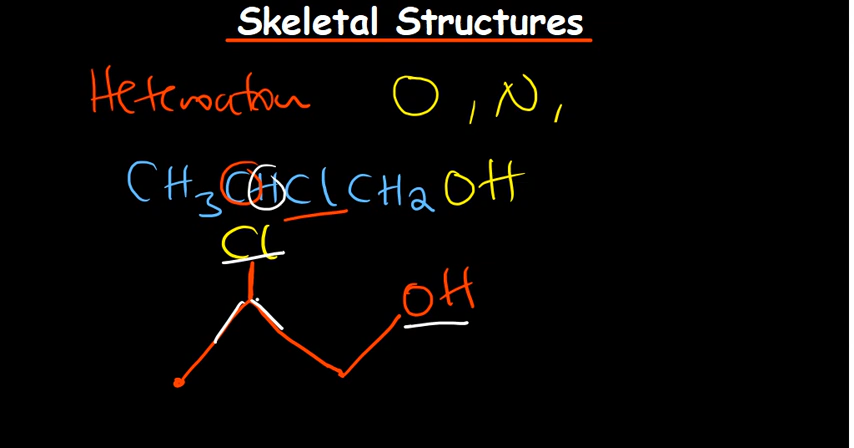 Skeletal Structures
Heteroatom O, N,
CH3CHClCH2OH
Cl
OH